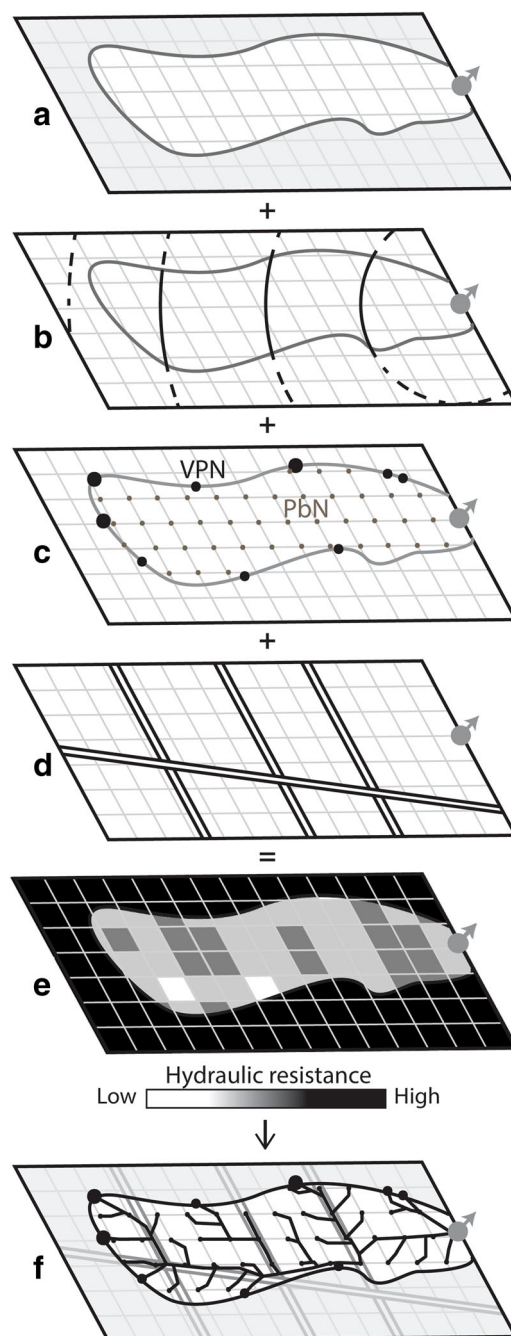 a
+
b
+
VPN
PbN
c
+
d
=
e
Hydraulic resistance
Low High
f